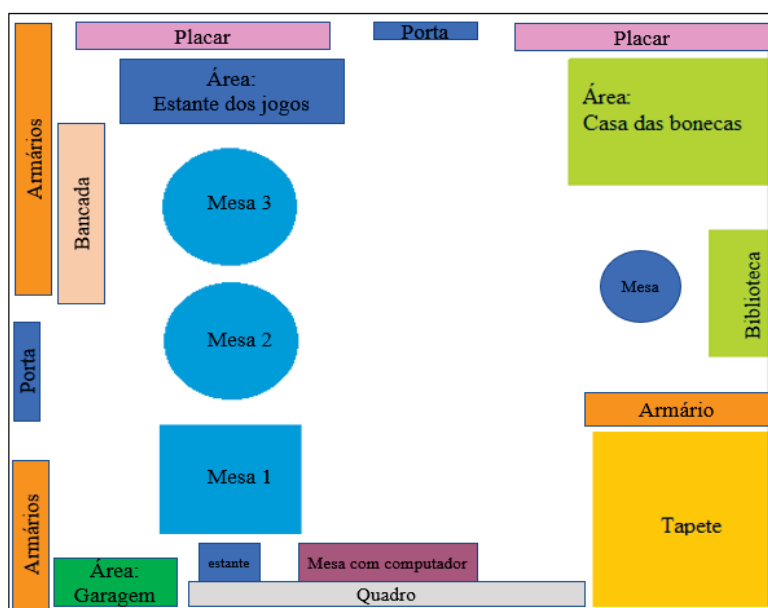 Placar
Porta
Placar
Armários
Área:
Estante dos jogos
Área:
Casa das bonecas
Bancada
Mesa 3
Mesa
Biblioteca
Mesa 2
Porta
Armário
Mesa 1
Tapete
Armários
estante
Mesa com computador
Área:
Garagem
Quadro